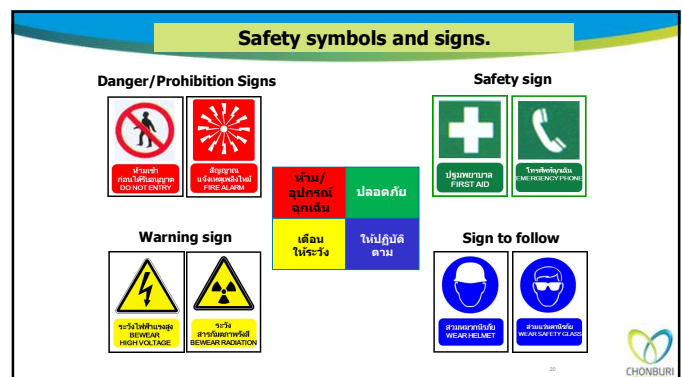 Safety symbols and signs.
Danger/Prohibition Signs
ห้ามเข้า
ก่อนได้รับอนุญาต
DO NOT ENTRY
สัญญาณ
แจ้งเหตุเพลิงไหม้
FIRE ALARM
Safety sign
ปฐมพยาบาล
FIRST AID
โทรศัพท์ฉุกเฉิน
EMERGENCY PHONE
ห้าม/
อุปกรณ์
ฉุกเฉิน
ปลอดภัย
เตือน
ให้ระวัง
ให้ปฏิบัติ
ตาม
Warning sign
ระวังไฟฟ้าแรงสูง
BEWEAR
HIGH VOLTAGE
ระวัง
สารกัมมตภาพรังสี
BEWEAR RADIATION
Sign to follow
สวมหมวกนิรภัย
WEAR HELMET
สวมแว่นตานิรภัย
WEAR SAFETY GLASS
20
CHONBURI